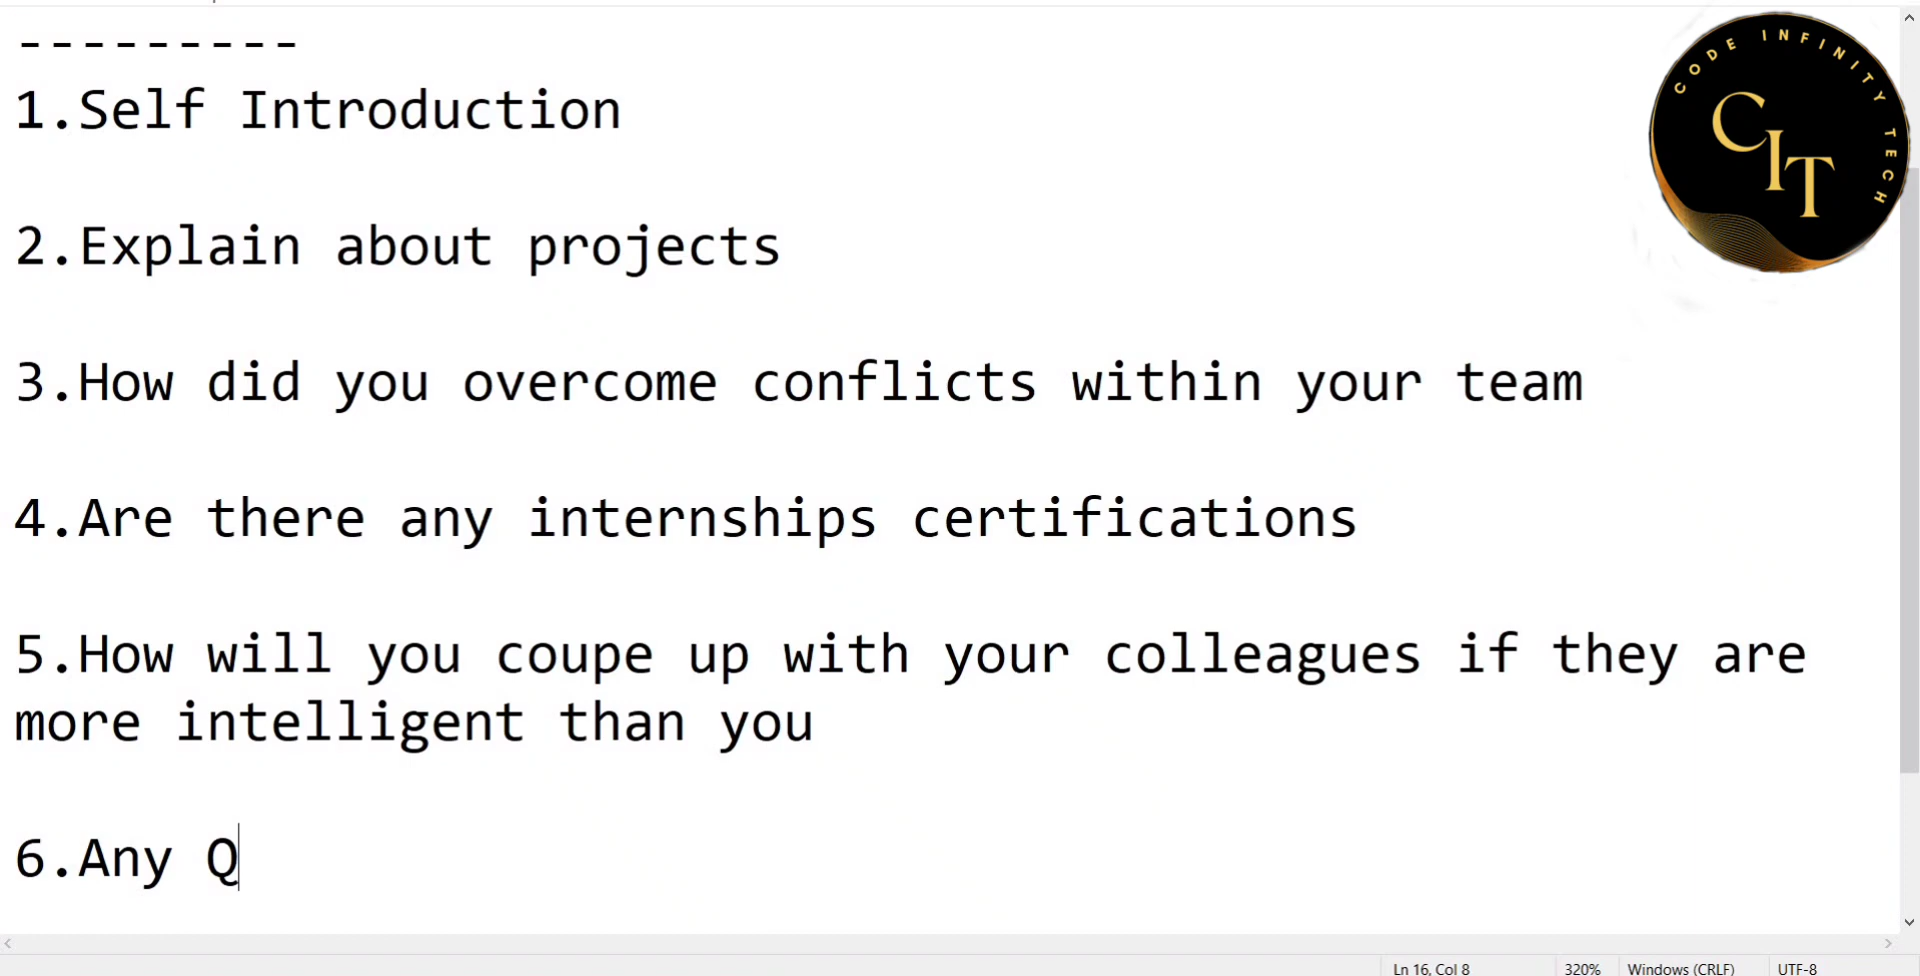 ---------
1.Self Introduction
2.Explain about projects
3.How did you overcome conflicts within your team
4.Are there any internships certifications
5.How will you coupe up with your colleagues if they are
more intelligent than you
6.Any Q
CODE INFINITY TECH
CIT
Ln 16, Col 8
320%
Windows (CRLF)
UTF-8